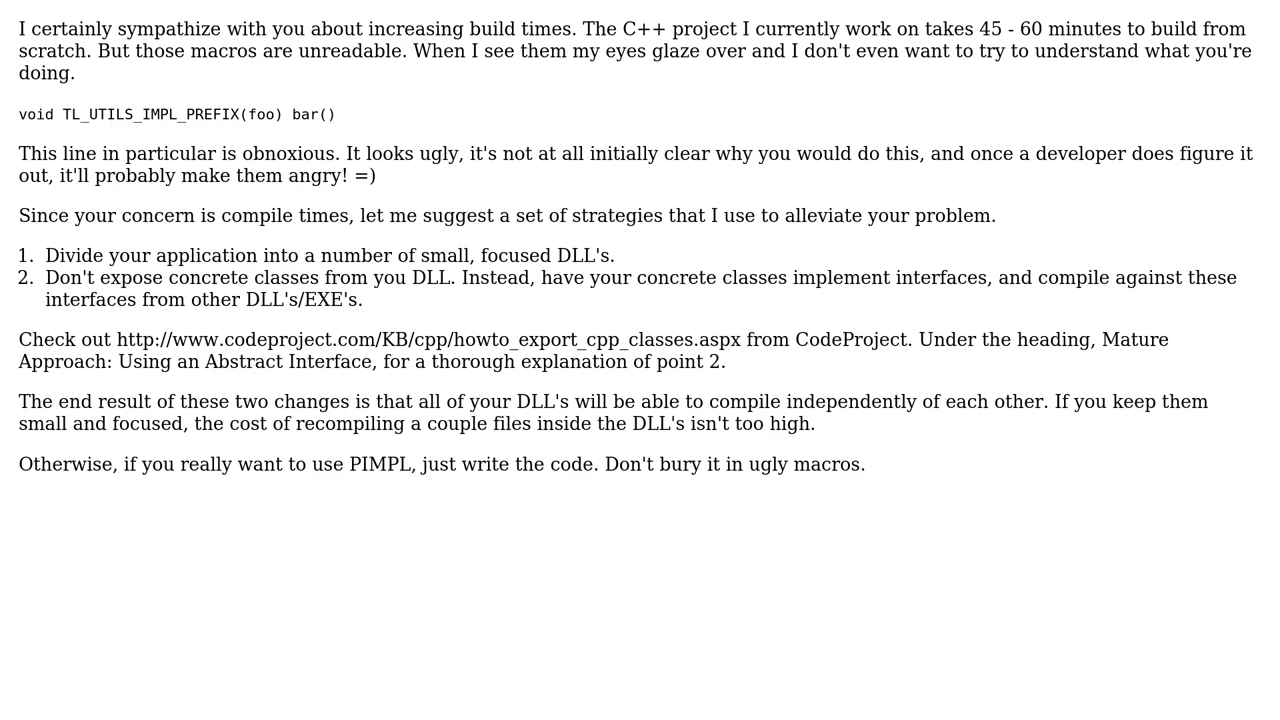 I certainly sympathize with you about increasing build times. The C++ project I currently work on takes 45 - 60 minutes to build from
scratch. But those macros are unreadable. When I see them my eyes glaze over and I don't even want to try to understand what you're
doing.
void TL_UTILS_IMPL_PREFIX(foo) bar()
This line in particular is obnoxious. It looks ugly, it's not at all initially clear why you would do this, and once a developer does figure it
out, it'll probably make them angry! =)
Since your concern is compile times, let me suggest a set of strategies that I use to alleviate your problem.
1. Divide your application into a number of small, focused DLL's.
2. Don't expose concrete classes from you DLL. Instead, have your concrete classes implement interfaces, and compile against these
interfaces from other DLL's/EXE's.
Check out http://www.codeproject.com/KB/cpp/howto_export_cpp_classes.aspx from CodeProject. Under the heading, Mature
Approach: Using an Abstract Interface, for a thorough explanation of point 2.
The end result of these two changes is that all of your DLL's will be able to compile independently of each other. If you keep them
small and focused, the cost of recompiling a couple files inside the DLL's isn't too high.
Otherwise, if you really want to use PIMPL, just write the code. Don't bury it in ugly macros.